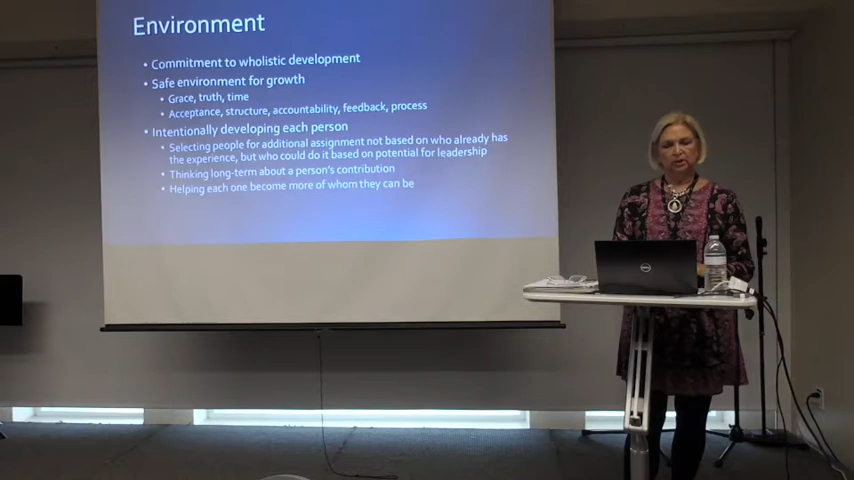 Environment
• Commitment to wholistic development
• Safe environment for growth
• Grace, truth, time
• Acceptance, structure, accountability, feedback, process
• Intentionally developing each person
• Selecting people for additional assignment not based on who already has
the experience, but who could do it based on potential for leadership
• Thinking long-term about a person's contribution
• Helping each one become more of whom they can be
DELL